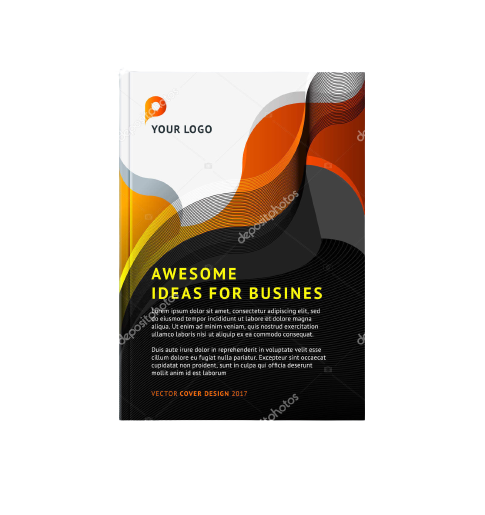 YOUR LOGO
AWESOME
IDEAS FOR BUSINES
Lorem ipsum dolor sit amet, consectetur adipiscing elit, sed
do eiusmod tempor incididunt ut labore et dolore magna
aliqua. Ut enim ad minim veniam, quis nostrud exercitation
ullamco laboris nisi ut aliquip ex ea commodo consequat.
Duis aute irure dolor in reprehenderit in voluptate velit esse
cillum dolore eu fugiat nulla pariatur. Excepteur sint occaecat
cupidatat non proident, sunt in culpa qui officia deserunt
mollit anim id est laborum
VECTOR COVER DESIGN 2017
depositphotos